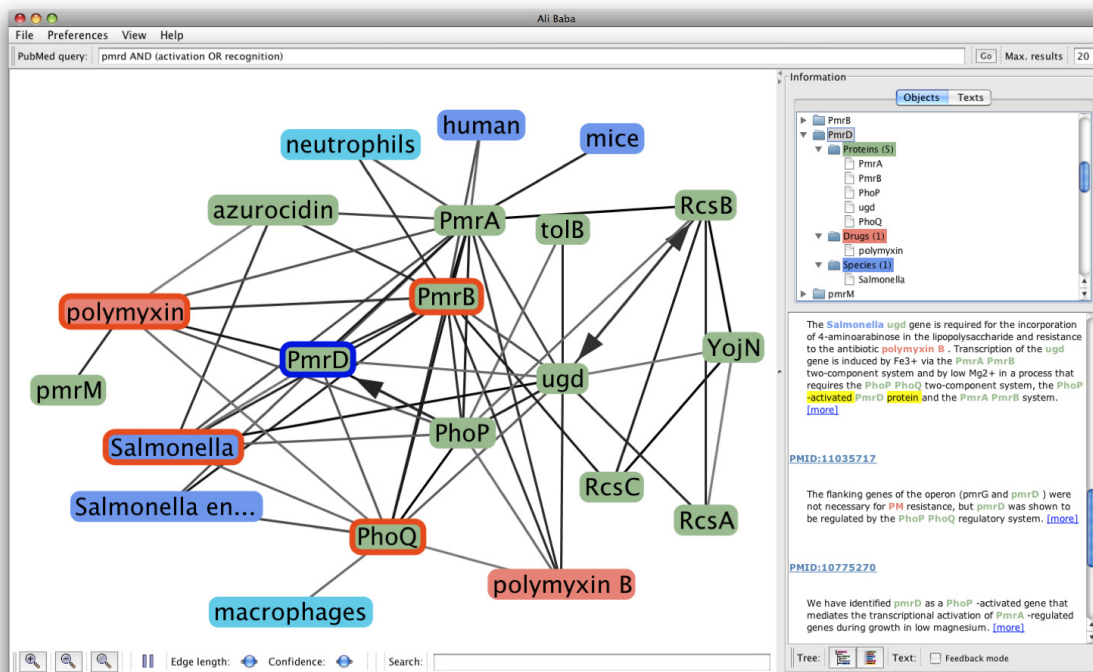 Ali Baba
File Preferences View Help
PubMed query: pmrd AND (activation OR recognition) Go Max. results 20
Information
Objects Texts
PmrB
PmrD
Proteins (5)
PmrA
PmrB
PhoP
ugd
PhoQ
Drugs (1)
polymyxin
Species (1)
Salmonella
pmrM
human
neutrophils
mice
azurocidin
PmrA
tolB
RcsB
polymyxin
PmrB
PmrD
YojN
pmrM
ugd
PhoP
Salmonella
RcsC
Salmonella en...
RcsA
PhoQ
polymyxin B
macrophages
The Salmonella ugd gene is required for the incorporation
of 4-aminoarabinose in the lipopolysaccharide and resistance
to the antibiotic polymyxin B . Transcription of the ugd
gene is induced by Fe3+ via the PmrA PmrB
two-component system and by low Mg2+ in a process that
requires the PhoP PhoQ two-component system, the PhoP
-activated PmrD protein and the PmrA PmrB system.
[more]
PMID:11035717
The flanking genes of the operon (pmrG and pmrD ) were
not necessary for PM resistance, but pmrD was shown to
be regulated by the PhoP PhoQ regulatory system. [more]
PMID:10775270
We have identified pmrD as a PhoP -activated gene that
mediates the transcriptional activation of PmrA -regulated
genes during growth in low magnesium. [more]
Edge length: Confidence: Search:
Tree: Text: Feedback mode